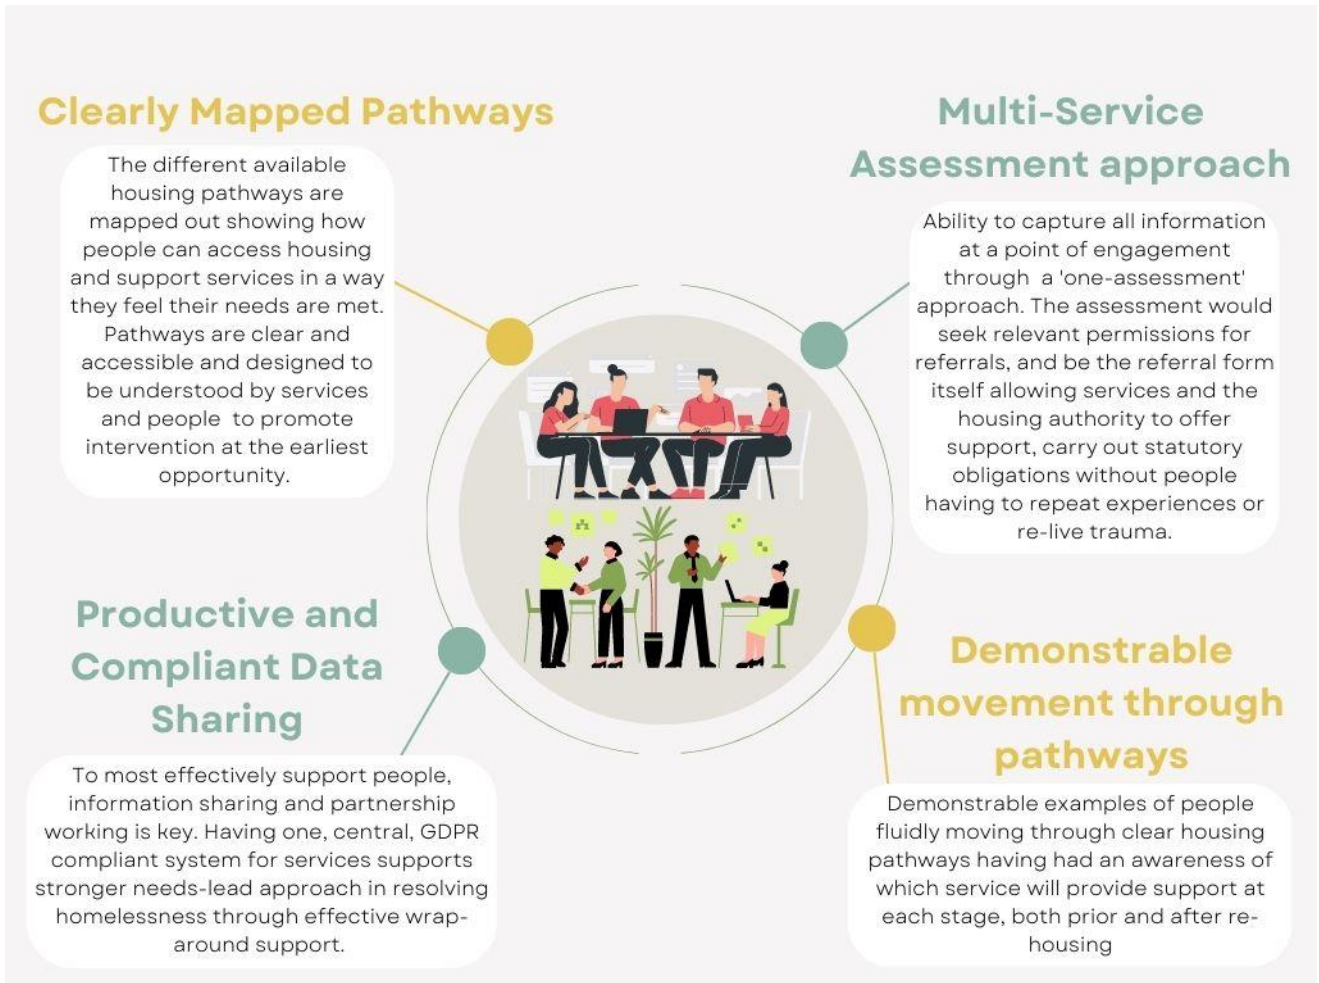 Clearly Mapped Pathways
The different available
housing pathways are
mapped out showing how
people can access housing
and support services in a way
they feel their needs are met.
Pathways are clear and
accessible and designed to
be understood by services
and people to promote
intervention at the earliest
opportunity.
Multi-Service
Assessment approach
Ability to capture all information
at a point of engagement
through a 'one-assessment'
approach. The assessment would
seek relevant permissions for
referrals, and be the referral form
itself allowing services and the
housing authority to offer
support, carry out statutory
obligations without people
having to repeat experiences or
re-live trauma.
Productive and
Compliant Data
Sharing
To most effectively support people,
information sharing and partnership
working is key. Having one, central, GDPR
compliant system for services supports
stronger needs-lead approach in resolving
homelessness through effective wrap-
around support.
Demonstrable
movement through
pathways
Demonstrable examples of people
fluidly moving through clear housing
pathways having had an awareness of
which service will provide support at
each stage, both prior and after re-
housing